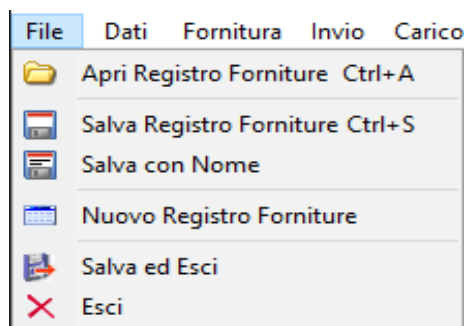 File Dati Fornitura Invio Carico
Apri Registro Forniture Ctrl+A
Salva Registro Forniture Ctrl+S
Salva con Nome
Nuovo Registro Forniture
Salva ed Esci
Esci